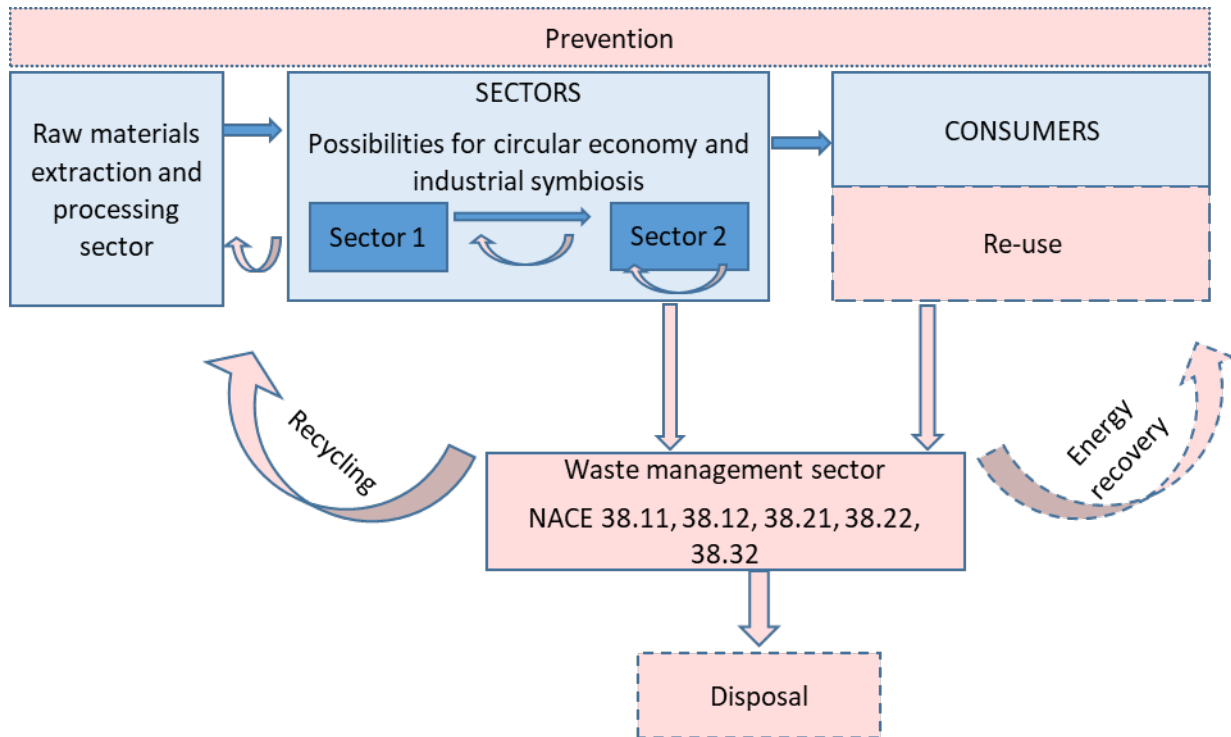 Prevention
Raw materials
extraction and
processing
sector
SECTORS
Possibilities for circular economy and
industrial symbiosis
Sector 1
Sector 2
CONSUMERS
Re-use
Recycling
Energy
recovery
Waste management sector
NACE 38.11, 38.12, 38.21, 38.22,
38.32
Disposal